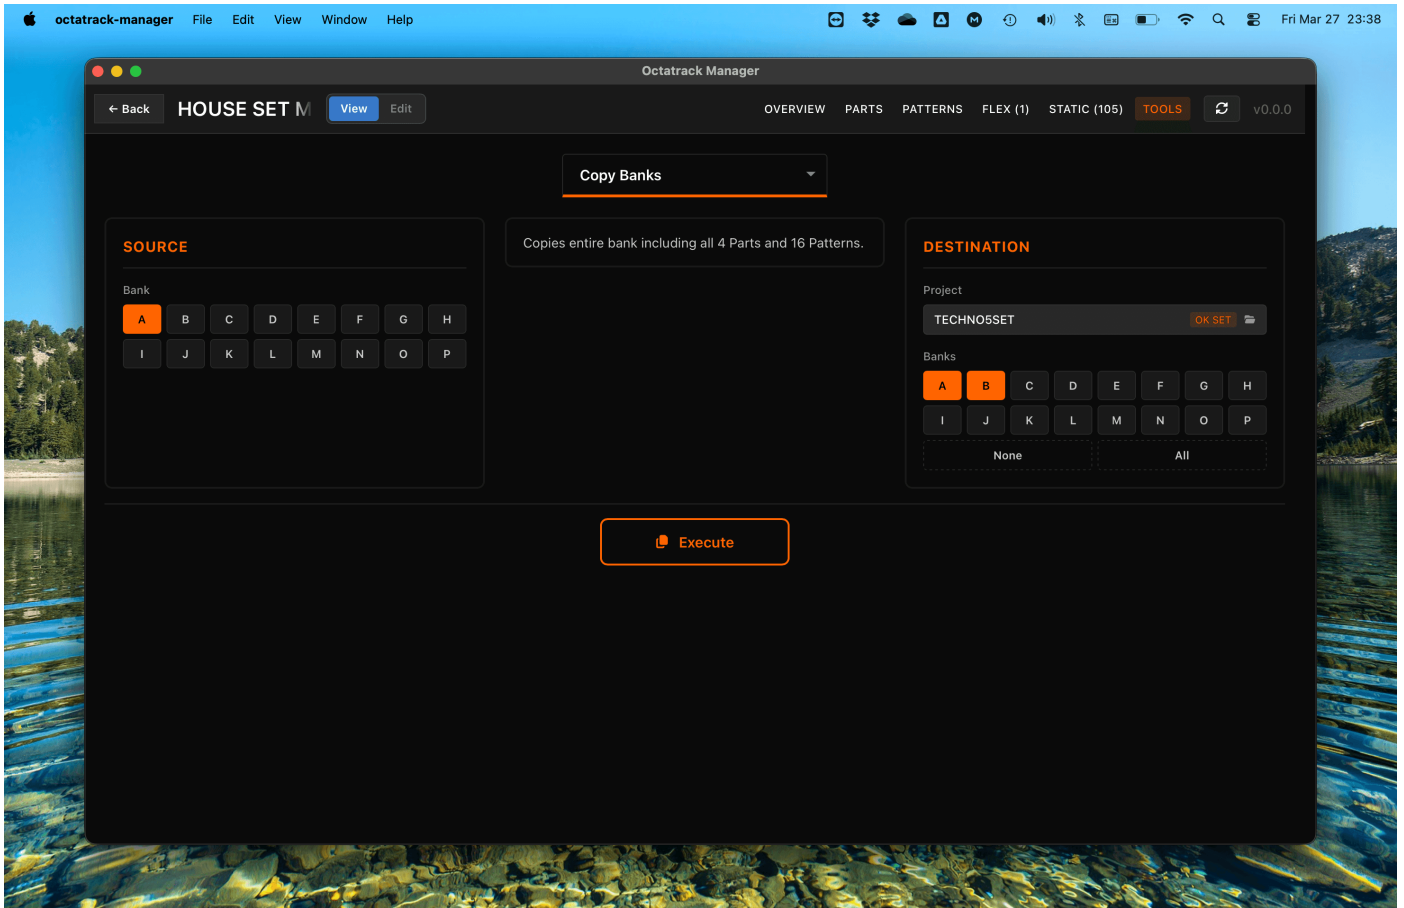 octatrack-manager File Edit View Window Help Fri Mar 27 23:38
Octatrack Manager
← Back HOUSE SET M View Edit OVERVIEW PARTS PATTERNS FLEX (1) STATIC (105) TOOLS v0.0.0
Copy Banks
SOURCE
Bank
A B C D E F G H
I J K L M N O P
Copies entire bank including all 4 Parts and 16 Patterns.
DESTINATION
Project
TECHNO5SET OK SET
Banks
A B C D E F G H
I J K L M N O P
None All
Execute